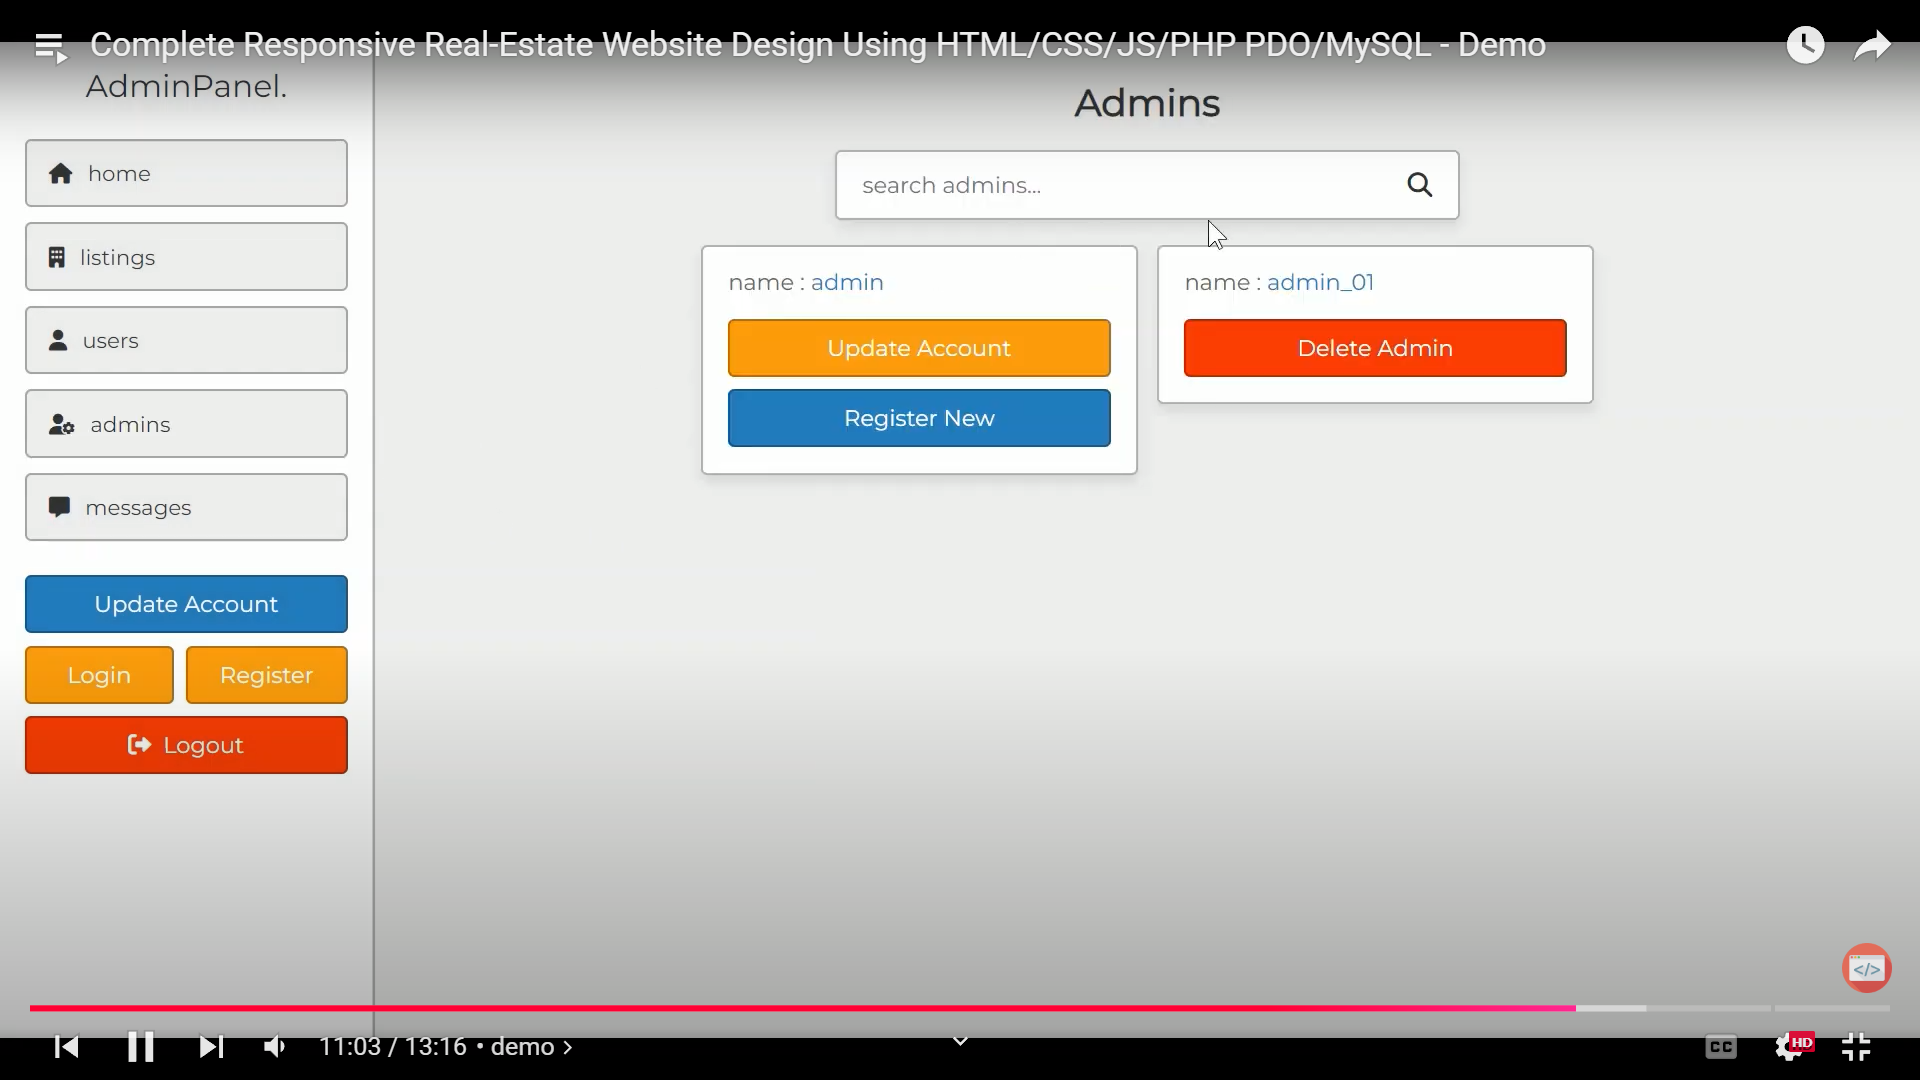 Complete Responsive Real-Estate Website Design Using HTML/CSS/JS/PHP PDO/MySQL - Demo
AdminPanel.
home
listings
users
admins
messages
Update Account
Login
Register
Logout
Admins
search admins...
name : admin
Update Account
Register New
name : admin_01
Delete Admin
</>
11:03 / 13:16 • demo
CC
HD